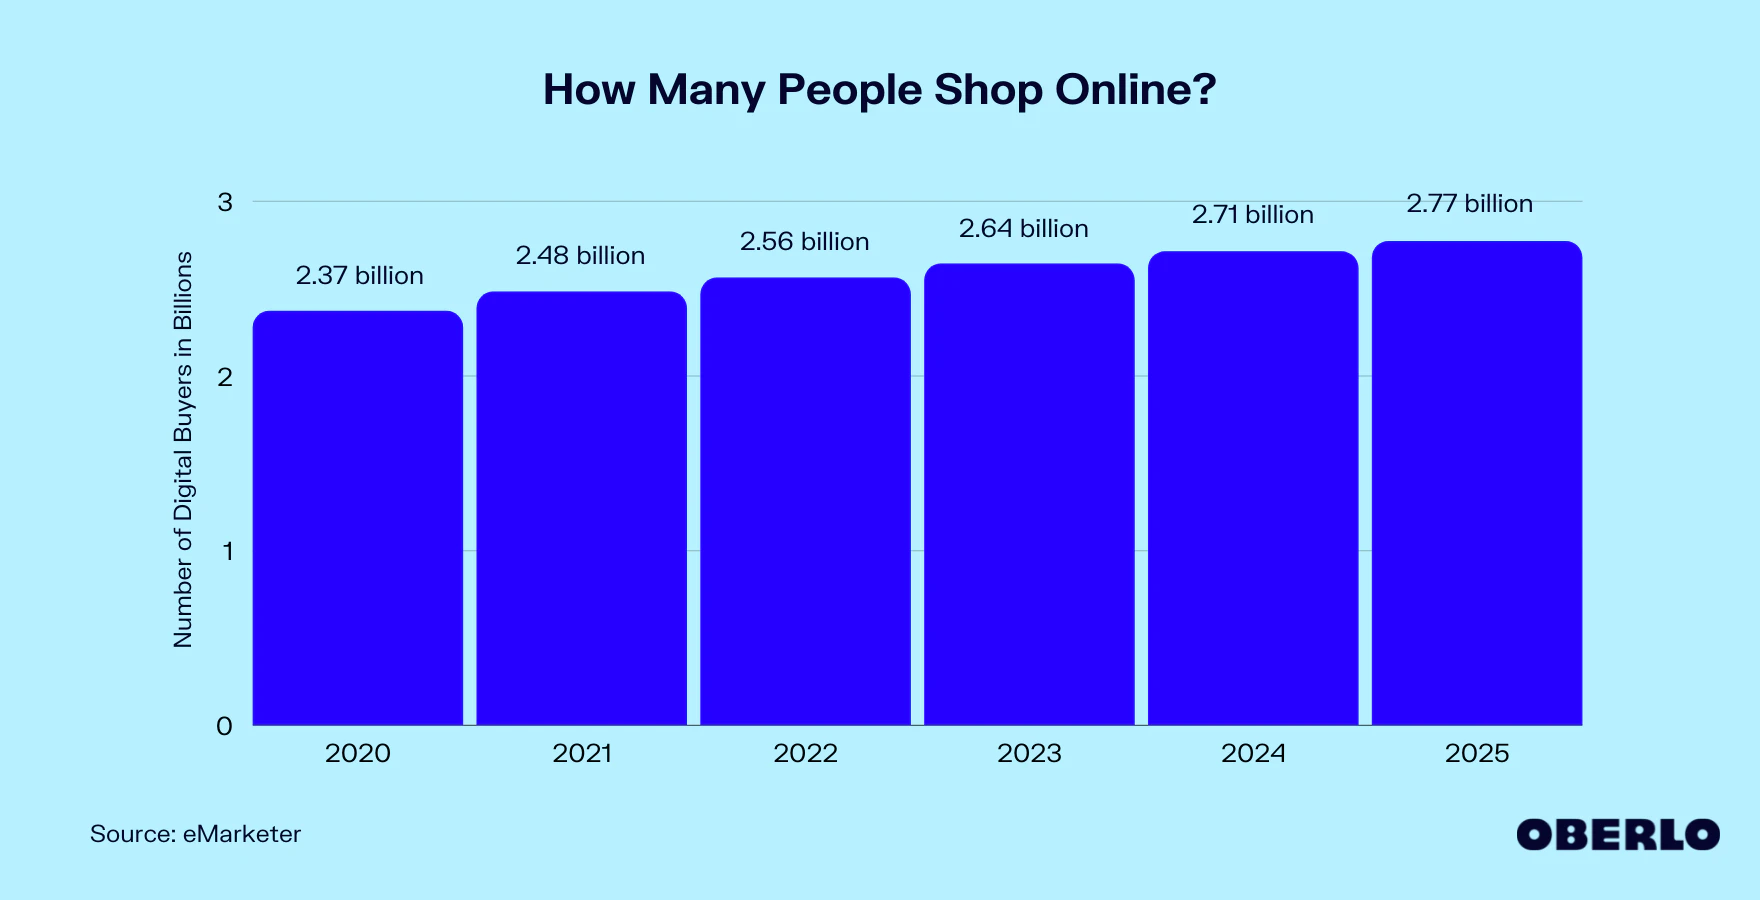 How Many People Shop Online?
Number of Digital Buyers in Billions
3
2
1
0
2.37 billion
2.48 billion
2.56 billion
2.64 billion
2.71 billion
2.77 billion
2020
2021
2022
2023
2024
2025
Source: eMarketer
OBERLO